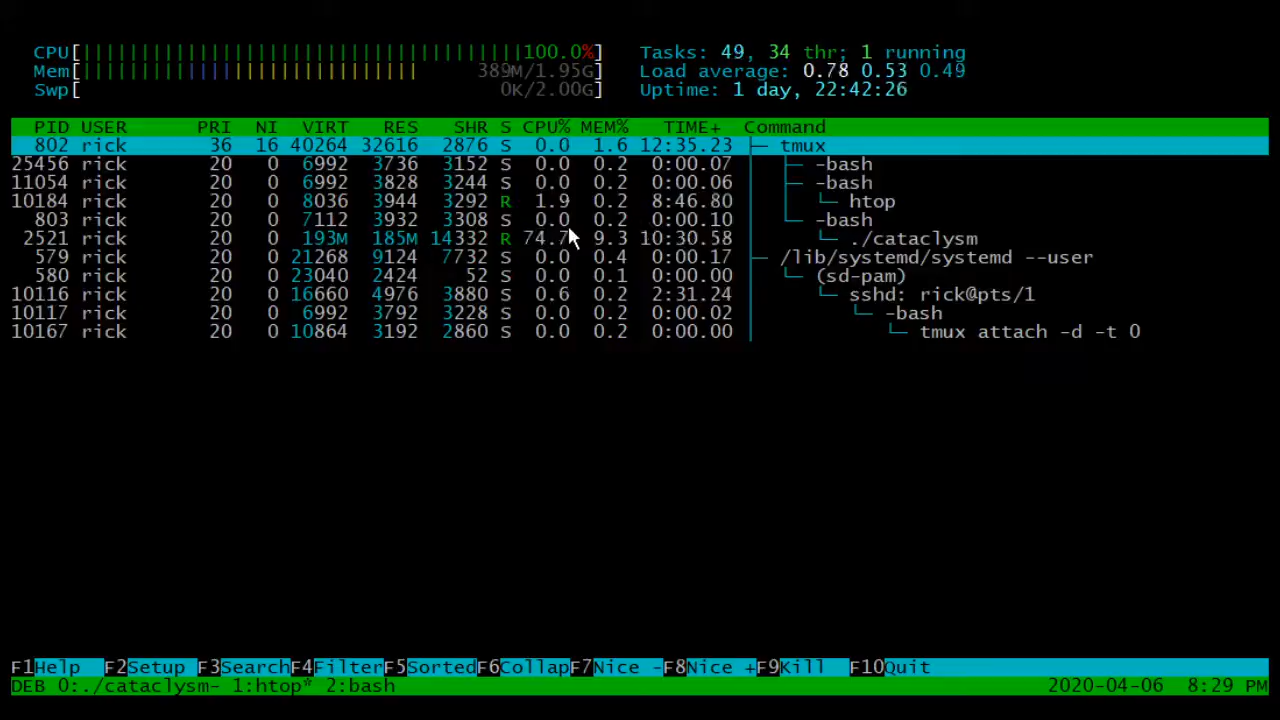 CPU[||||||||||||||||||||||||||||||||||||||100.0%] Tasks: 49, 34 thr; 1 running
Mem[||||||||||||||||||||||||||||| 389M/1.95G] Load average: 0.78 0.53 0.49
Swp[ 0K/2.00G] Uptime: 1 day, 22:42:26
PID USER PRI NI VIRT RES SHR S CPU% MEM% TIME+ Command
802 rick 36 16 40264 32616 2876 S 0.0 1.6 12:35.23 ├─ tmux
25456 rick 20 0 6992 3736 3152 S 0.0 0.2 0:00.07 │ ├─ -bash
11054 rick 20 0 6992 3828 3244 S 0.0 0.2 0:00.06 │ ├─ -bash
10184 rick 20 0 8036 3944 3292 R 1.9 0.2 8:46.80 │ │ └─ htop
803 rick 20 0 7112 3932 3308 S 0.0 0.2 0:00.10 │ └─ -bash
2521 rick 20 0 193M 185M 14332 R 74.7 9.3 10:30.58 │ └─ ./cataclysm
579 rick 20 0 21268 9124 7732 S 0.0 0.4 0:00.17 ├─ /lib/systemd/systemd --user
580 rick 20 0 23040 2424 52 S 0.0 0.1 0:00.00 │ └─ (sd-pam)
10116 rick 20 0 16660 4976 3880 S 0.6 0.2 2:31.24 │ └─ sshd: rick@pts/1
10117 rick 20 0 6992 3792 3228 S 0.0 0.2 0:00.02 │ └─ -bash
10167 rick 20 0 10864 3192 2860 S 0.0 0.2 0:00.00 │ └─ tmux attach -d -t 0
F1Help F2Setup F3SearchF4FilterF5SortedF6CollapF7Nice -F8Nice +F9Kill F10Quit
DEB 0:./cataclysm- 1:htop* 2:bash 2020-04-06 8:29 PM